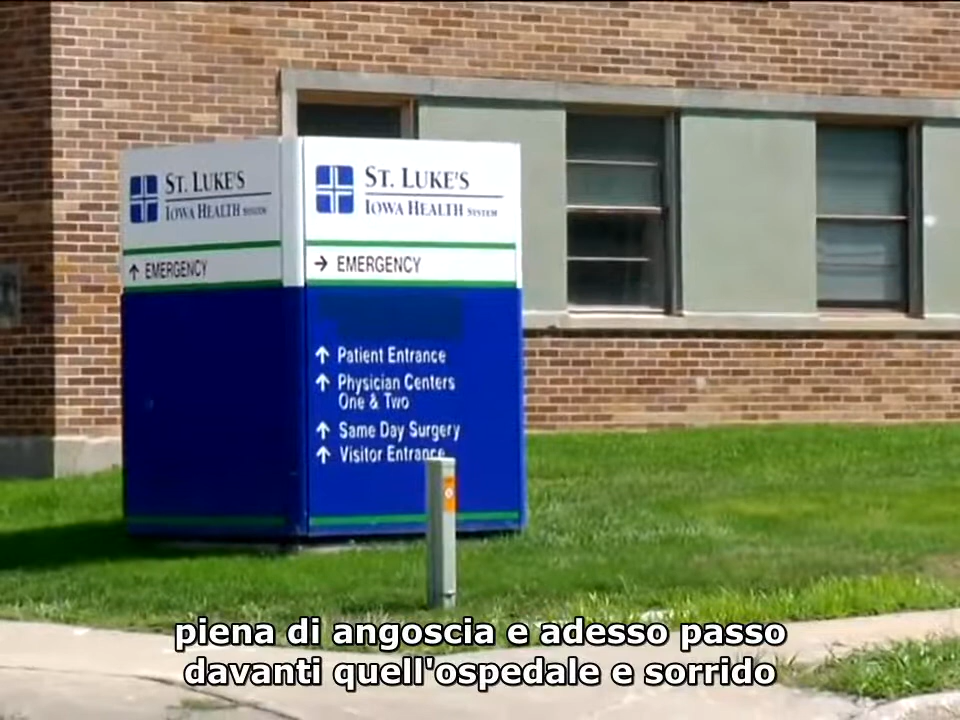 ST. LUKE'S
IOWA HEALTH SYSTEM
↑ EMERGENCY
ST. LUKE'S
IOWA HEALTH SYSTEM
→ EMERGENCY
↑ Patient Entrance
↑ Physician Centers
One & Two
↑ Same Day Surgery
↑ Visitor Entrance
piena di angoscia e adesso passo
davanti quell'ospedale e sorrido